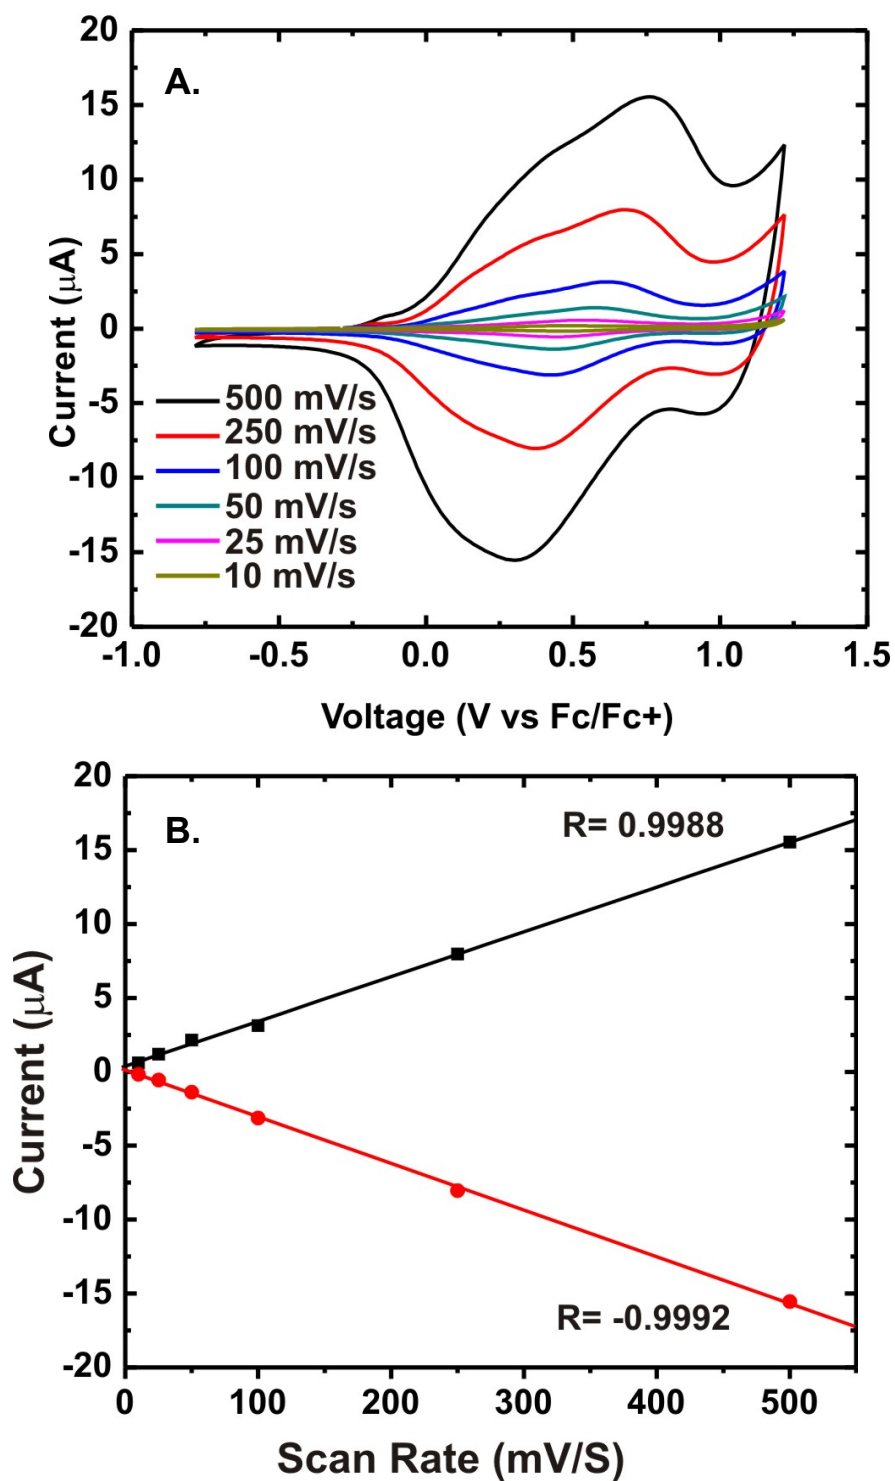 A.
20
15
10
5
0
-5
-10
-15
-20
Current (μA)
500 mV/s
250 mV/s
100 mV/s
50 mV/s
25 mV/s
10 mV/s
-1.0 -0.5 0.0 0.5 1.0 1.5
Voltage (V vs Fc/Fc+)
B.
20
15
10
5
0
-5
-10
-15
-20
Current (μA)
R= 0.9988
R= -0.9992
0 100 200 300 400 500
Scan Rate (mV/S)